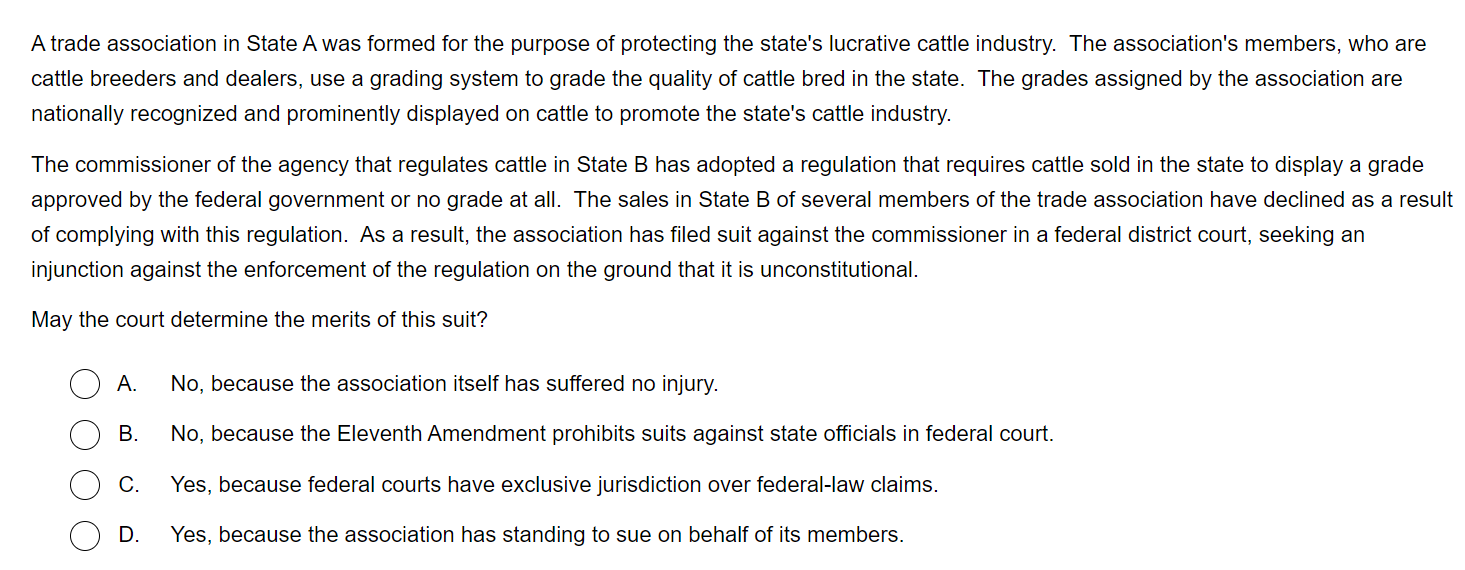 A trade association in State A was formed for the purpose of protecting the state's lucrative cattle industry.  The association's members, who are
cattle breeders and dealers, use a grading system to grade the quality of cattle bred in the state.  The grades assigned by the association are
nationally recognized and prominently displayed on cattle to promote the state's cattle industry.
The commissioner of the agency that regulates cattle in State B has adopted a regulation that requires cattle sold in the state to display a grade
approved by the federal government or no grade at all.  The sales in State B of several members of the trade association have declined as a result
of complying with this regulation.  As a result, the association has filed suit against the commissioner in a federal district court, seeking an
injunction against the enforcement of the regulation on the ground that it is unconstitutional.
May the court determine the merits of this suit?
A. No, because the association itself has suffered no injury.
B. No, because the Eleventh Amendment prohibits suits against state officials in federal court.
C. Yes, because federal courts have exclusive jurisdiction over federal-law claims.
D. Yes, because the association has standing to sue on behalf of its members.